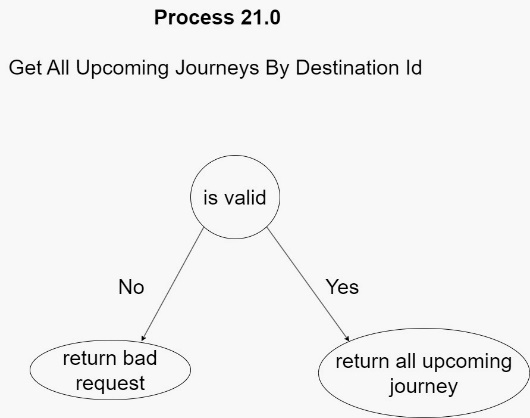 Process 21.0
Get All Upcoming Journeys By Destination Id
is valid
No
Yes
return bad
request
return all upcoming
journey